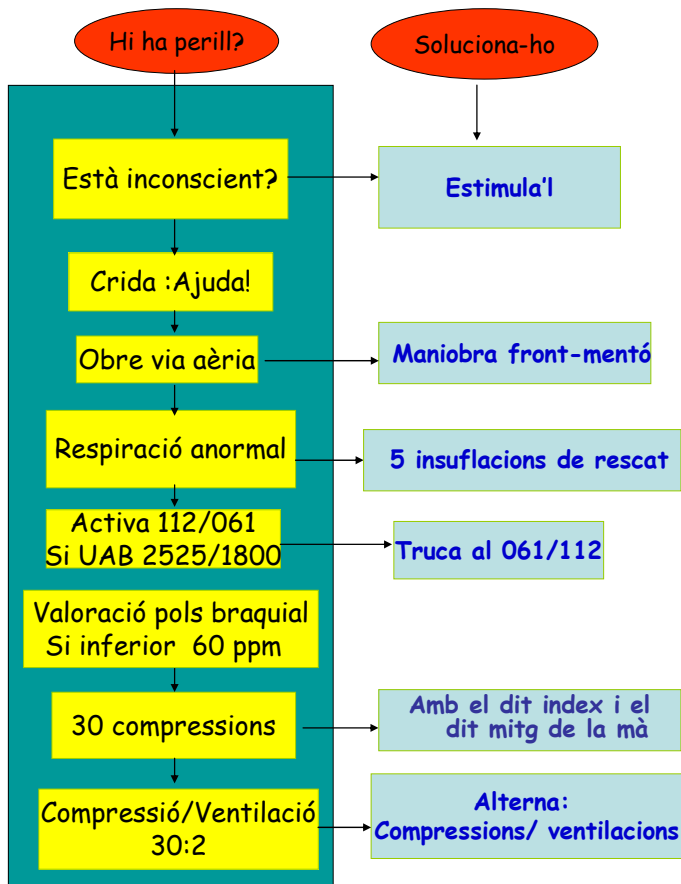 Hi ha perill?
Soluciona-ho
Està inconscient?
Estimula'l
Crida :Ajuda!
Obre via aèria
Maniobra front-mentó
Respiració anormal
5 insuflacions de rescat
Activa 112/061
Si UAB 2525/1800
Truca al 061/112
Valoració pols braquial
Si inferior 60 ppm
30 compressions
Amb el dit index i el
dit mitg de la mà
Compressió/Ventilació
30:2
Alterna:
Compressions/ ventilacions